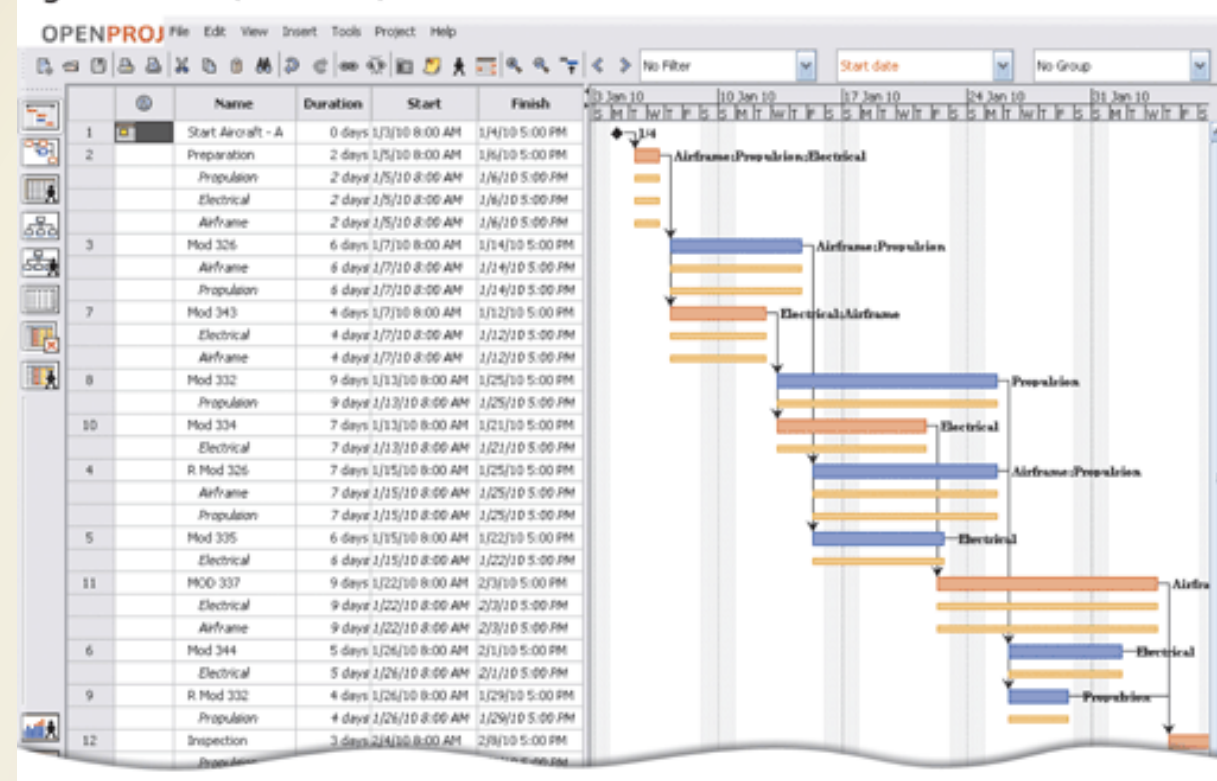 OPENPROJ File Edit View Insert Tools Project Help
No Filter Start date No Group
Name Duration Start Finish
3 Jan 10 10 Jan 10 17 Jan 10 24 Jan 10 31 Jan 10
S M T W T F S S M T W T F S S M T W T F S S M T W T F S S M T W T F S
1 Start Aircraft - A 0 days 1/3/10 8:00 AM 1/4/10 5:00 PM 1/4
2 Preparation 2 days 1/5/10 8:00 AM 1/6/10 5:00 PM Airframe;Propulsion;Electrical
Propulsion 2 days 1/5/10 8:00 AM 1/6/10 5:00 PM
Electrical 2 days 1/5/10 8:00 AM 1/6/10 5:00 PM
Airframe 2 days 1/5/10 8:00 AM 1/6/10 5:00 PM
3 Mod 326 6 days 1/7/10 8:00 AM 1/14/10 5:00 PM Airframe;Propulsion
Airframe 6 days 1/7/10 8:00 AM 1/14/10 5:00 PM
Propulsion 6 days 1/7/10 8:00 AM 1/14/10 5:00 PM
7 Mod 343 4 days 1/7/10 8:00 AM 1/12/10 5:00 PM Electrical;Airframe
Electrical 4 days 1/7/10 8:00 AM 1/12/10 5:00 PM
Airframe 4 days 1/7/10 8:00 AM 1/12/10 5:00 PM
8 Mod 332 9 days 1/13/10 8:00 AM 1/25/10 5:00 PM Propulsion
Propulsion 9 days 1/13/10 8:00 AM 1/25/10 5:00 PM
10 Mod 334 7 days 1/13/10 8:00 AM 1/21/10 5:00 PM Electrical
Electrical 7 days 1/13/10 8:00 AM 1/21/10 5:00 PM
4 R Mod 326 7 days 1/15/10 8:00 AM 1/25/10 5:00 PM Airframe;Propulsion
Airframe 7 days 1/15/10 8:00 AM 1/25/10 5:00 PM
Propulsion 7 days 1/15/10 8:00 AM 1/25/10 5:00 PM
5 Mod 335 6 days 1/15/10 8:00 AM 1/22/10 5:00 PM Electrical
Electrical 6 days 1/15/10 8:00 AM 1/22/10 5:00 PM
11 MOD 337 9 days 1/22/10 8:00 AM 2/3/10 5:00 PM Airfra
Electrical 9 days 1/22/10 8:00 AM 2/3/10 5:00 PM
Airframe 9 days 1/22/10 8:00 AM 2/3/10 5:00 PM
6 Mod 344 5 days 1/26/10 8:00 AM 2/1/10 5:00 PM Electrical
Electrical 5 days 1/26/10 8:00 AM 2/1/10 5:00 PM
9 R Mod 332 4 days 1/26/10 8:00 AM 1/29/10 5:00 PM Propulsion
Propulsion 4 days 1/26/10 8:00 AM 1/29/10 5:00 PM
12 Inspection 3 days 2/4/10 8:00 AM 2/8/10 5:00 PM